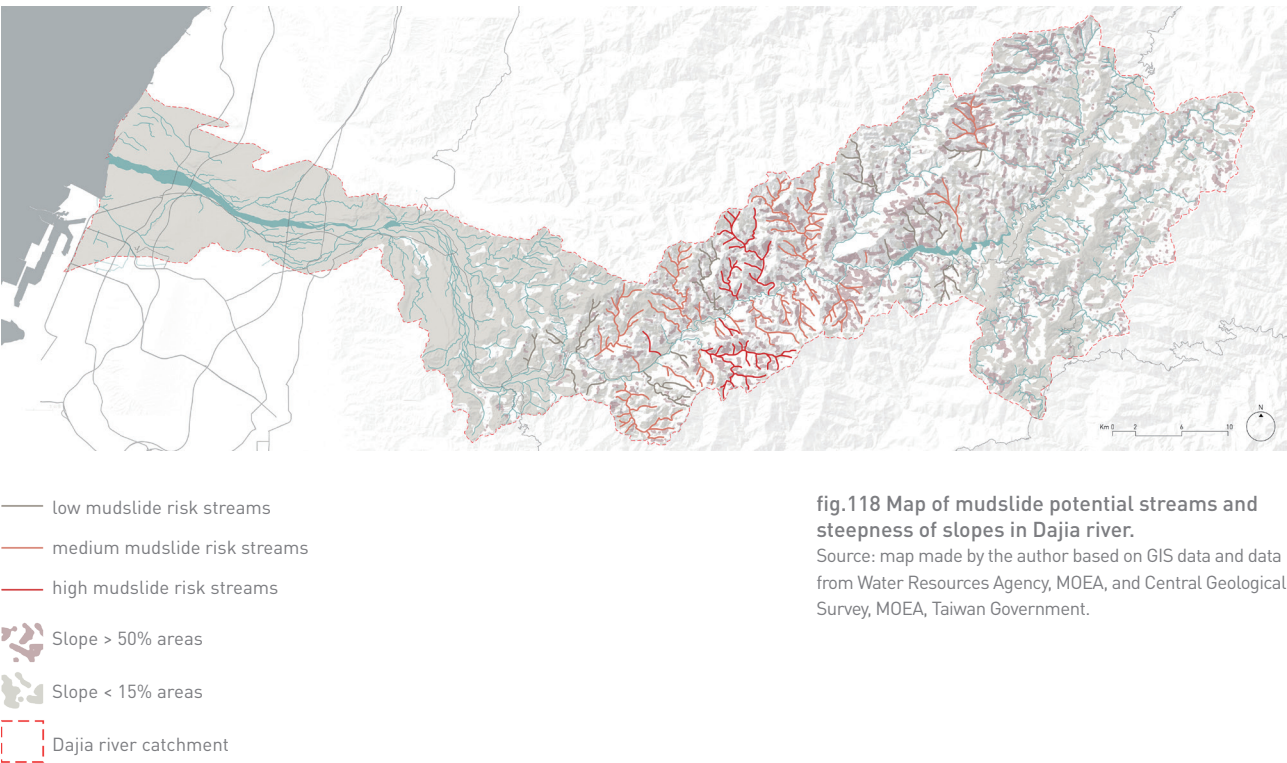 N
Km 0 2 6 10
low mudslide risk streams
medium mudslide risk streams
high mudslide risk streams
Slope > 50% areas
Slope < 15% areas
Dajia river catchment
fig.118 Map of mudslide potential streams and
steepness of slopes in Dajia river.
Source: map made by the author based on GIS data and data
from Water Resources Agency, MOEA, and Central Geological
Survey, MOEA, Taiwan Government.